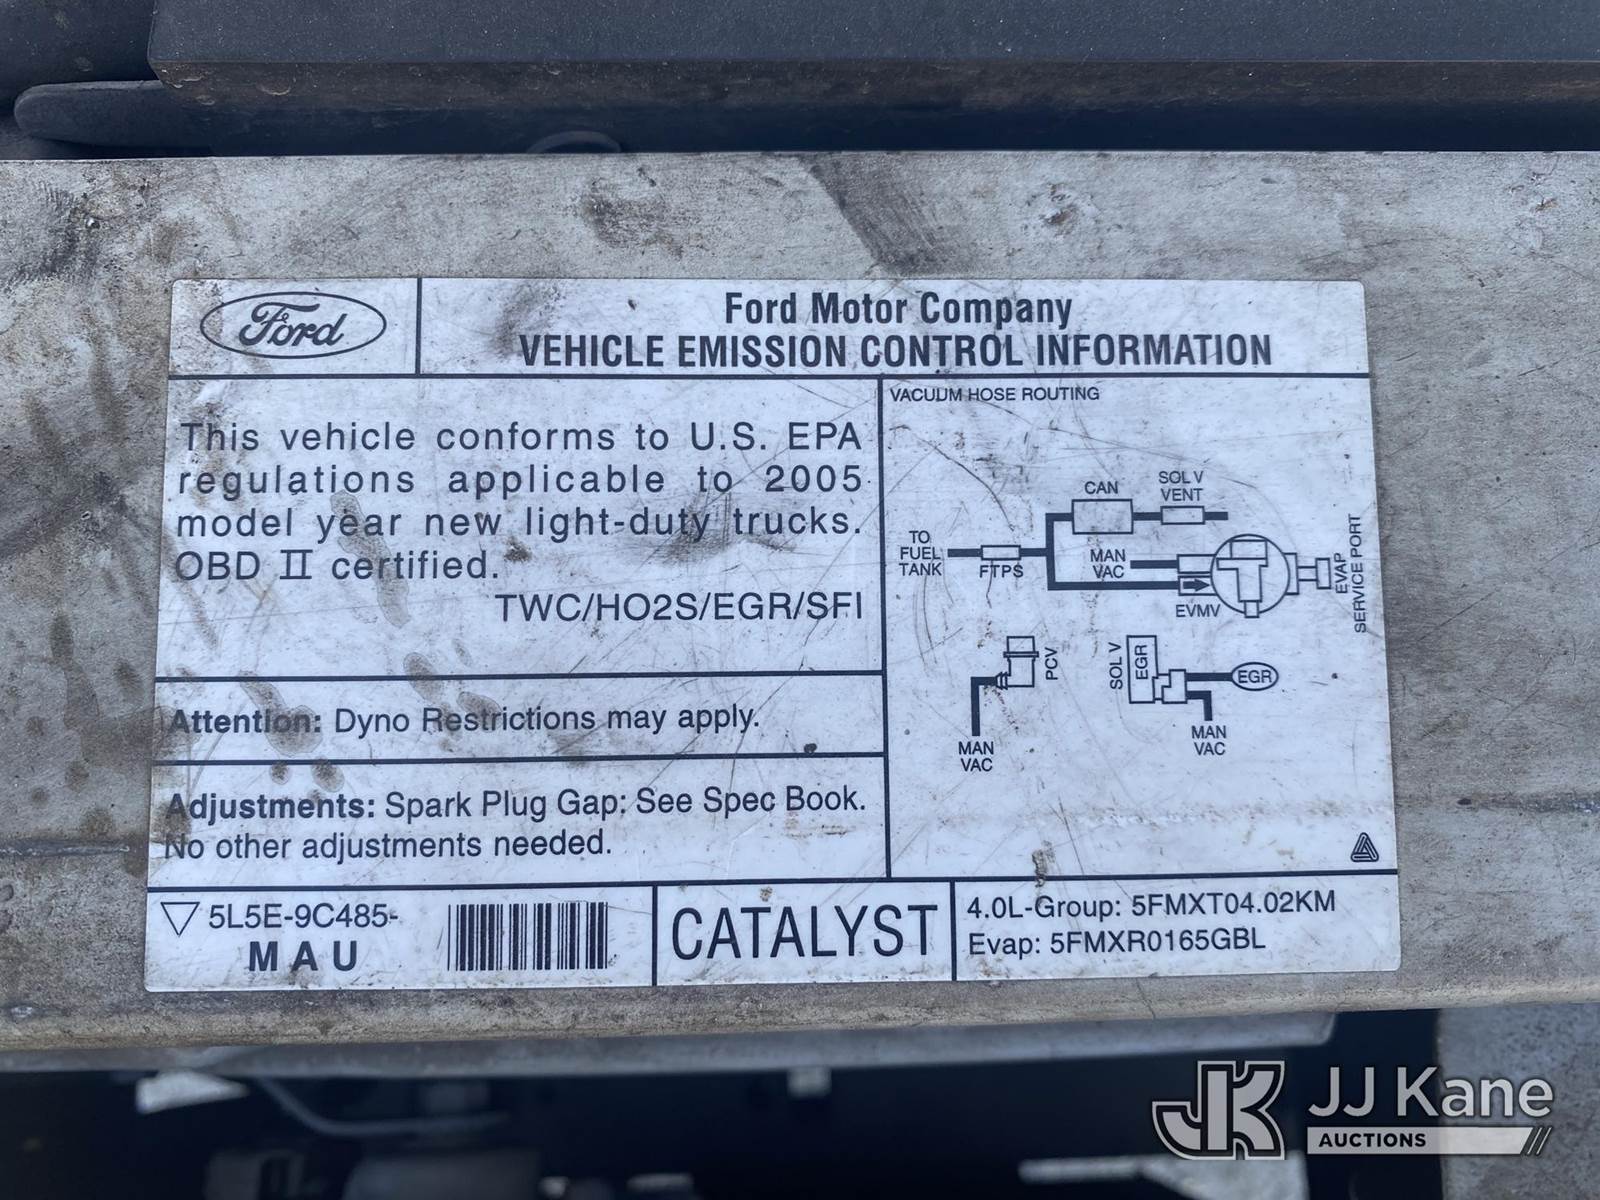 Ford
Ford Motor Company
VEHICLE EMISSION CONTROL INFORMATION
This vehicle conforms to U.S. EPA
regulations applicable to 2005
model year new light-duty trucks.
OBD II certified.
TWC/HO2S/EGR/SFI
Attention: Dyno Restrictions may apply.
Adjustments: Spark Plug Gap: See Spec Book.
No other adjustments needed.
VACUUM HOSE ROUTING
CAN
SOL V
VENT
TO
FUEL
TANK
FTPS
MAN
VAC
EVMV
EVAP
SERVICE PORT
PCV
MAN
VAC
SOL V
EGR
EGR
MAN
VAC
5L5E-9C485-
MAU
CATALYST
4.0L-Group: 5FMXT04.02KM
Evap: 5FMXR0165GBL
JK
JJ Kane
AUCTIONS